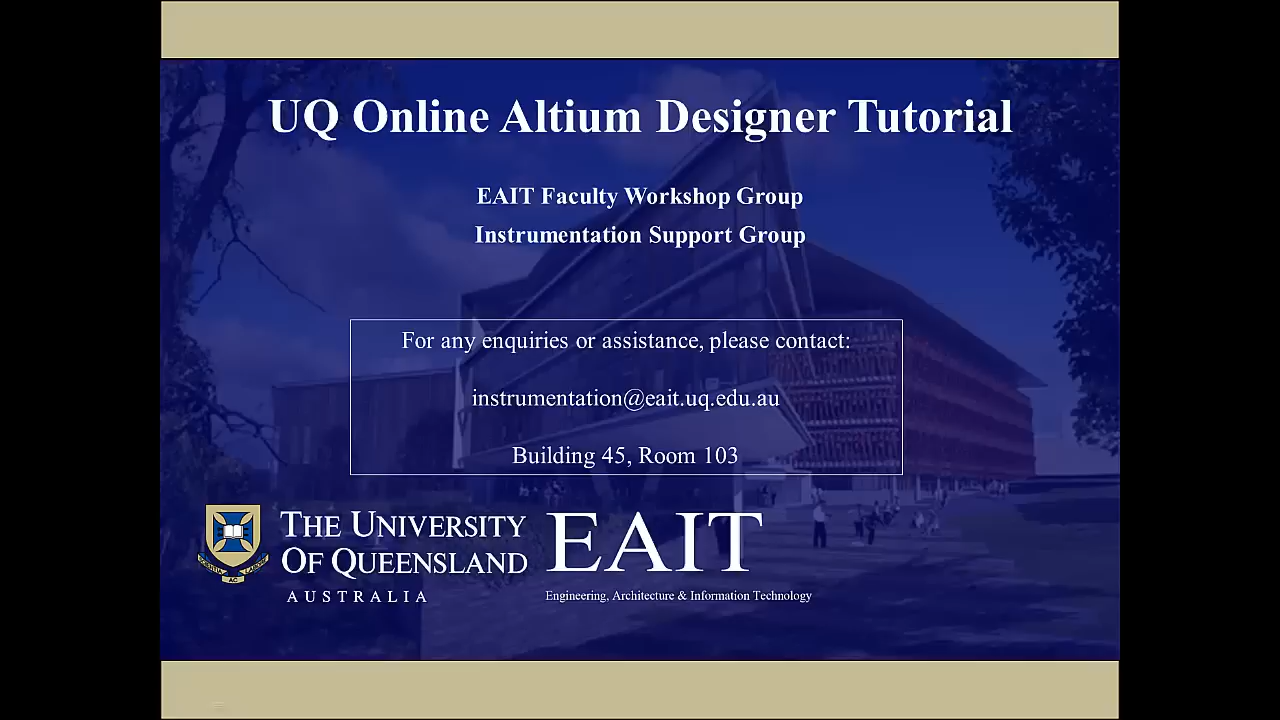 UQ Online Altium Designer Tutorial
EAIT Faculty Workshop Group
Instrumentation Support Group
For any enquiries or assistance, please contact:
instrumentation@eait.uq.edu.au
Building 45, Room 103
THE UNIVERSITY
OF QUEENSLAND
AUSTRALIA
EAIT
Engineering, Architecture & Information Technology